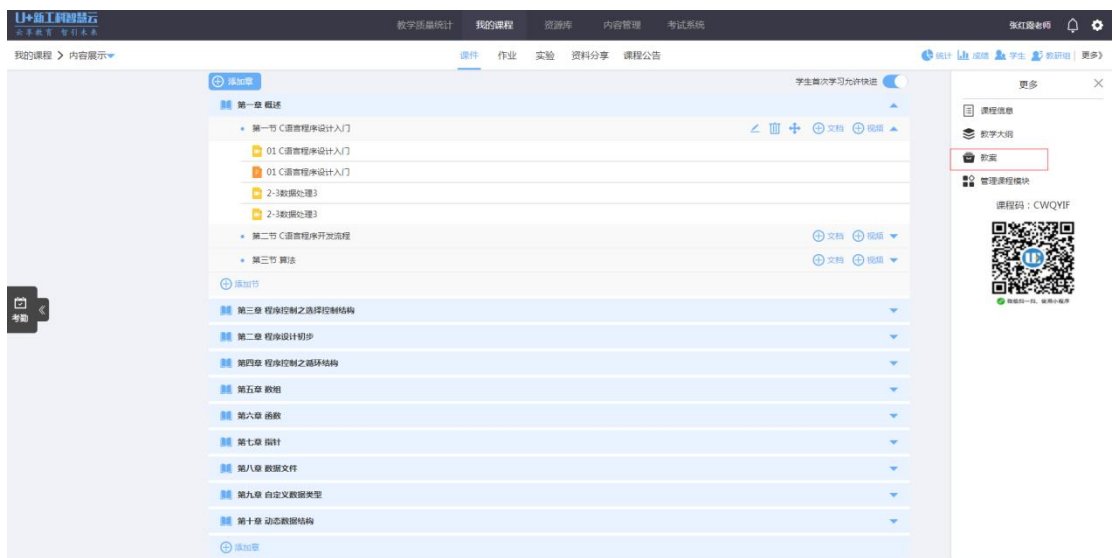 U+新工科智慧云
云享教育 智引未来
教学质量统计 我的课程 资源库 内容管理 考试系统
张红霞老师
我的课程 > 内容展示
课件 作业 实验 资料分享 课程公告
统计 成绩 学生 教研组 更多
添加章
学生首次学习允许快进
更多
第一章 概述
课程信息
第一节 C语言程序设计入门
文档 视频
教学大纲
01 C语言程序设计入门
教案
01 C语言程序设计入门
管理课程模块
2-3数据处理3
课程码：CWQYIF
2-3数据处理3
第二节 C语言程序开发流程
文档 视频
第三节 算法
文档 视频
添加节
微信扫一扫，使用小程序
考勤
第三章 程序控制之选择控制结构
第二章 程序设计初步
第四章 程序控制之循环结构
第五章 数组
第六章 函数
第七章 指针
第八章 数据文件
第九章 自定义数据类型
第十章 动态数据结构
添加章